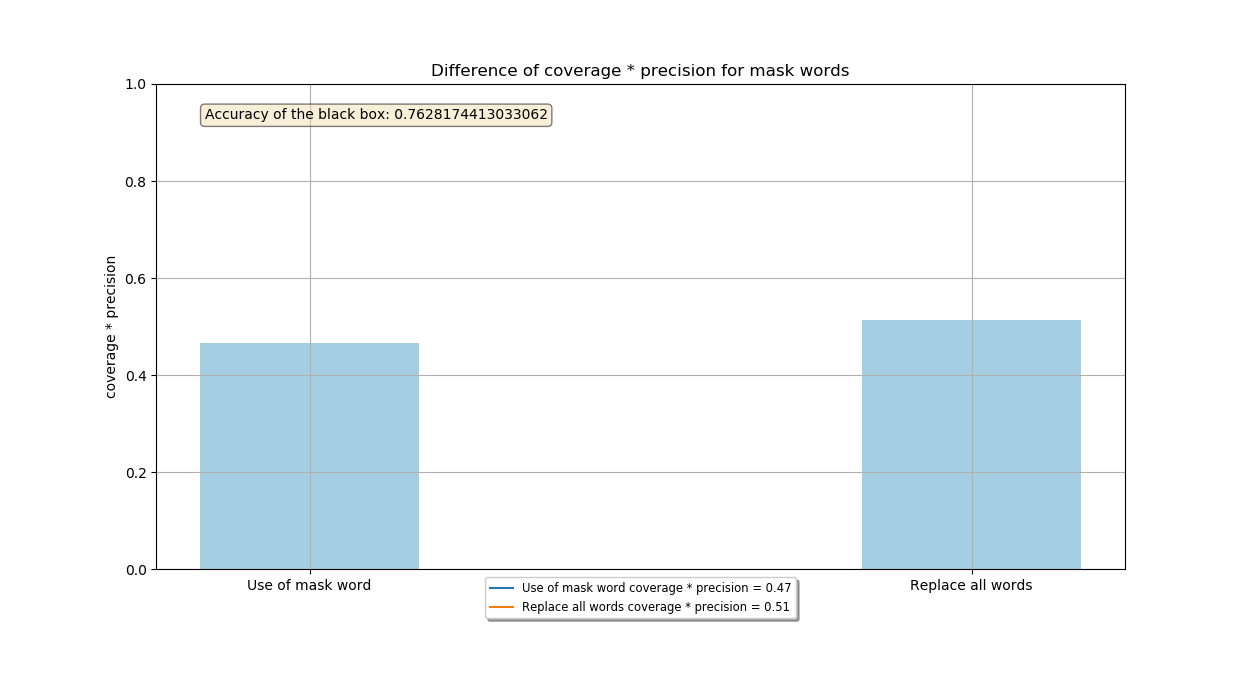 Difference of coverage * precision for mask words
Accuracy of the black box: 0.7628174413033062
coverage * precision
1.0
0.8
0.6
0.4
0.2
0.0
Use of mask word
Replace all words
Use of mask word coverage * precision = 0.47
Replace all words coverage * precision = 0.51